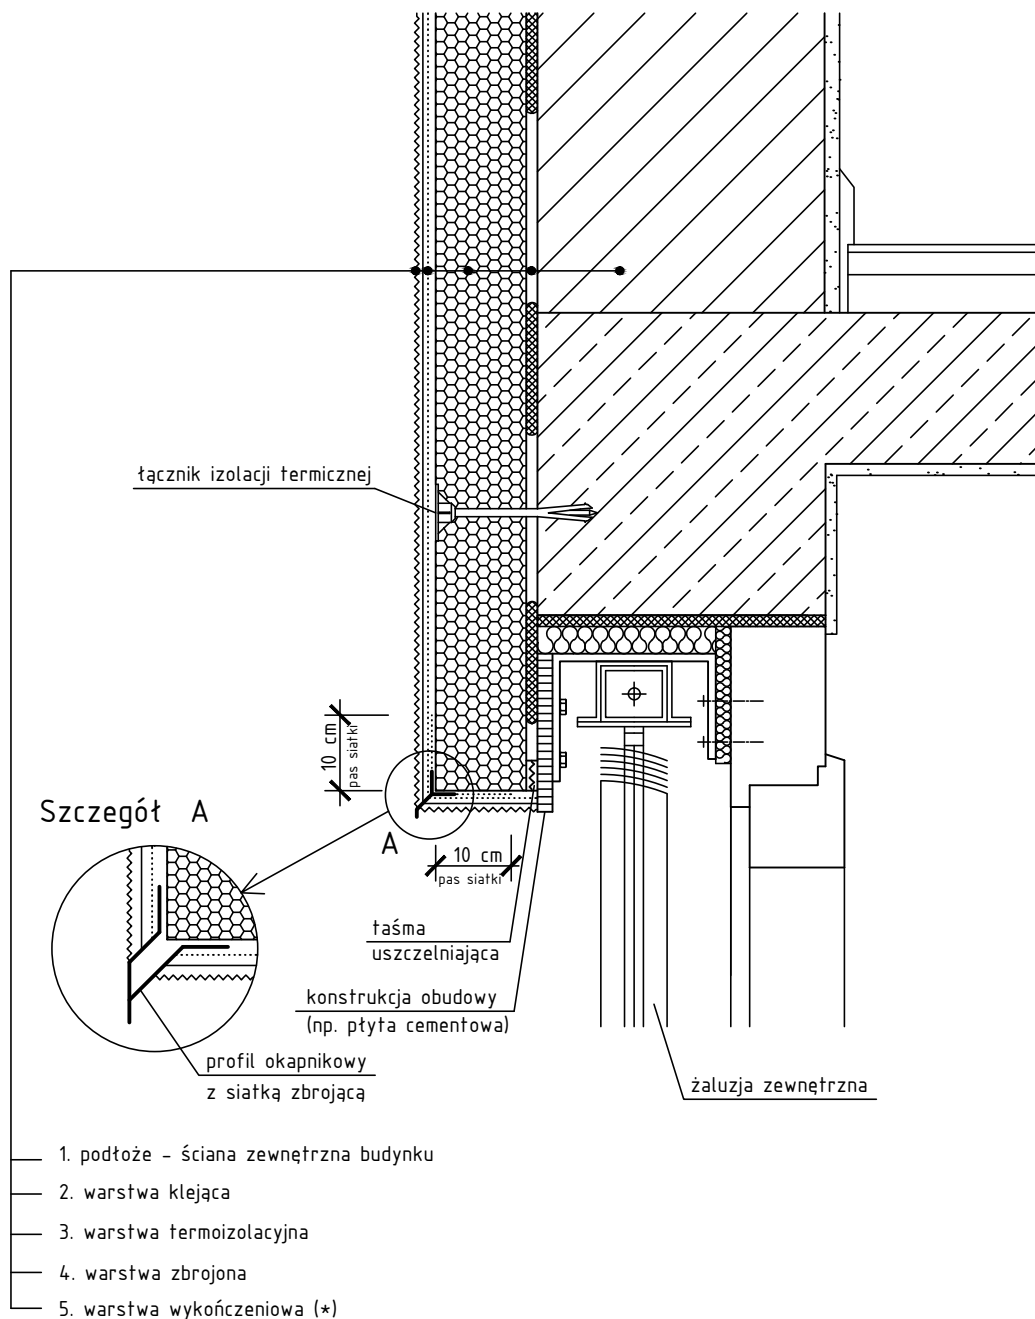 łącznik izolacji termicznej
10 cm
pas siatki
Szczegół A
A
10 cm
pas siatki
taśma
uszczelniająca
konstrukcja obudowy
(np. płyta cementowa)
profil okapnikowy
z siatką zbrojącą
żaluzja zewnętrzna
1. podłoże - ściana zewnętrzna budynku
2. warstwa klejąca
3. warstwa termoizolacyjna
4. warstwa zbrojona
5. warstwa wykończeniowa (*)